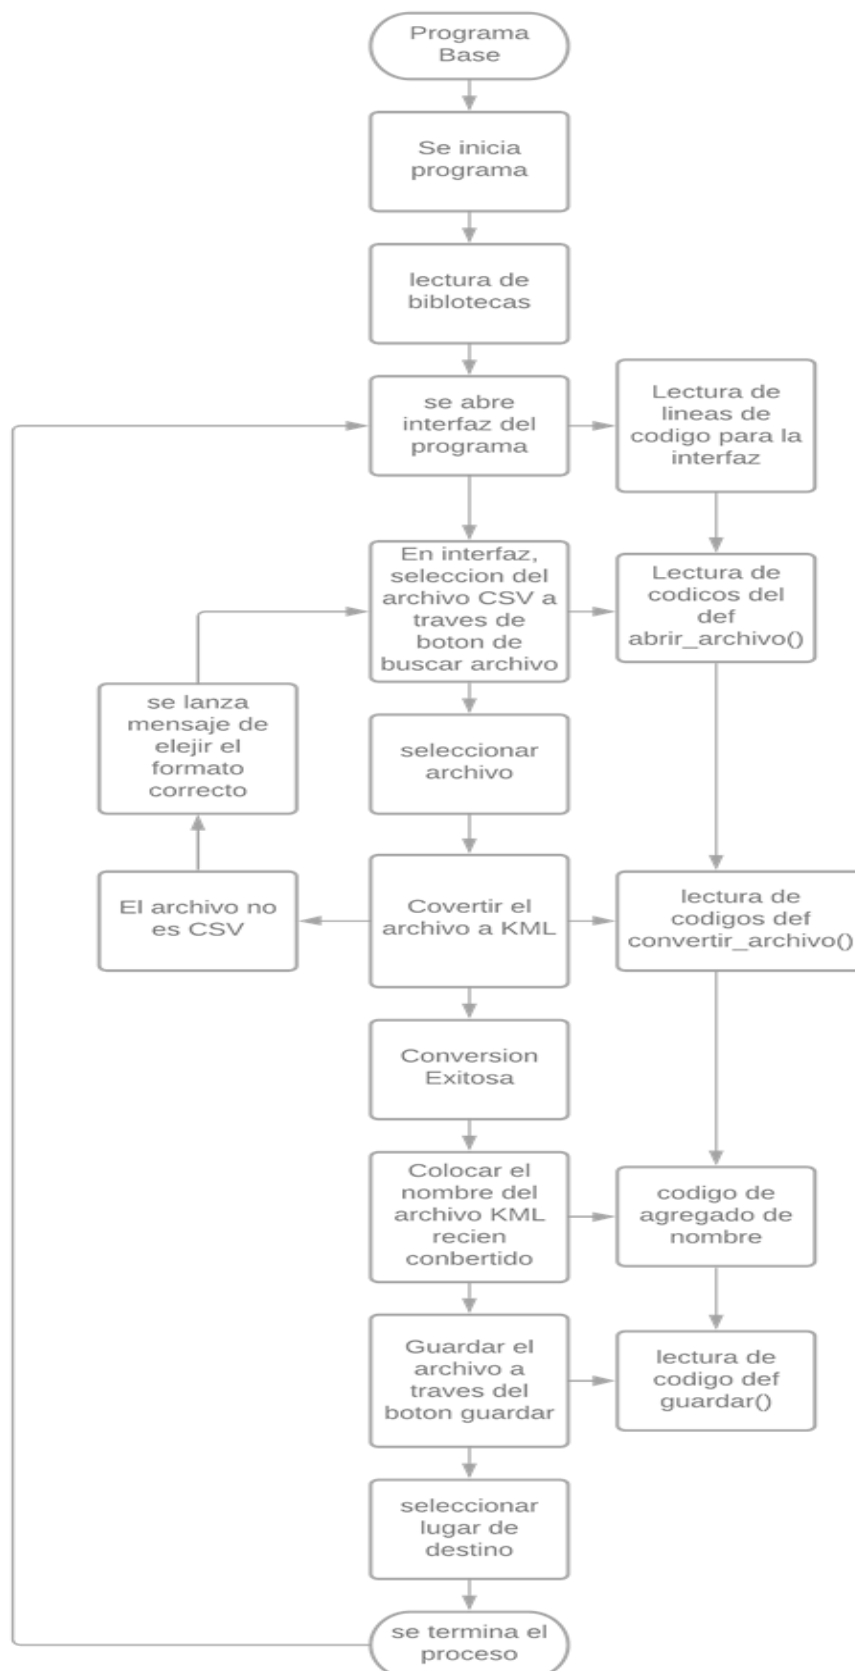 Programa
Base
Se inicia
programa
lectura de
biblotecas
se abre
interfaz del
programa
Lectura de
lineas de
codigo para la
interfaz
En interfaz,
seleccion del
archivo CSV a
traves de
boton de
buscar archivo
Lectura de
codicos del
def
abrir_archivo()
se lanza
mensaje de
elejir el
formato
correcto
seleccionar
archivo
El archivo no
es CSV
Covertir el
archivo a KML
lectura de
codigos def
convertir_archivo()
Conversion
Exitosa
Colocar el
nombre del
archivo KML
recien
conbertido
codigo de
agregado de
nombre
Guardar el
archivo a
traves del
boton guardar
lectura de
codigo def
guardar()
seleccionar
lugar de
destino
se termina el
proceso